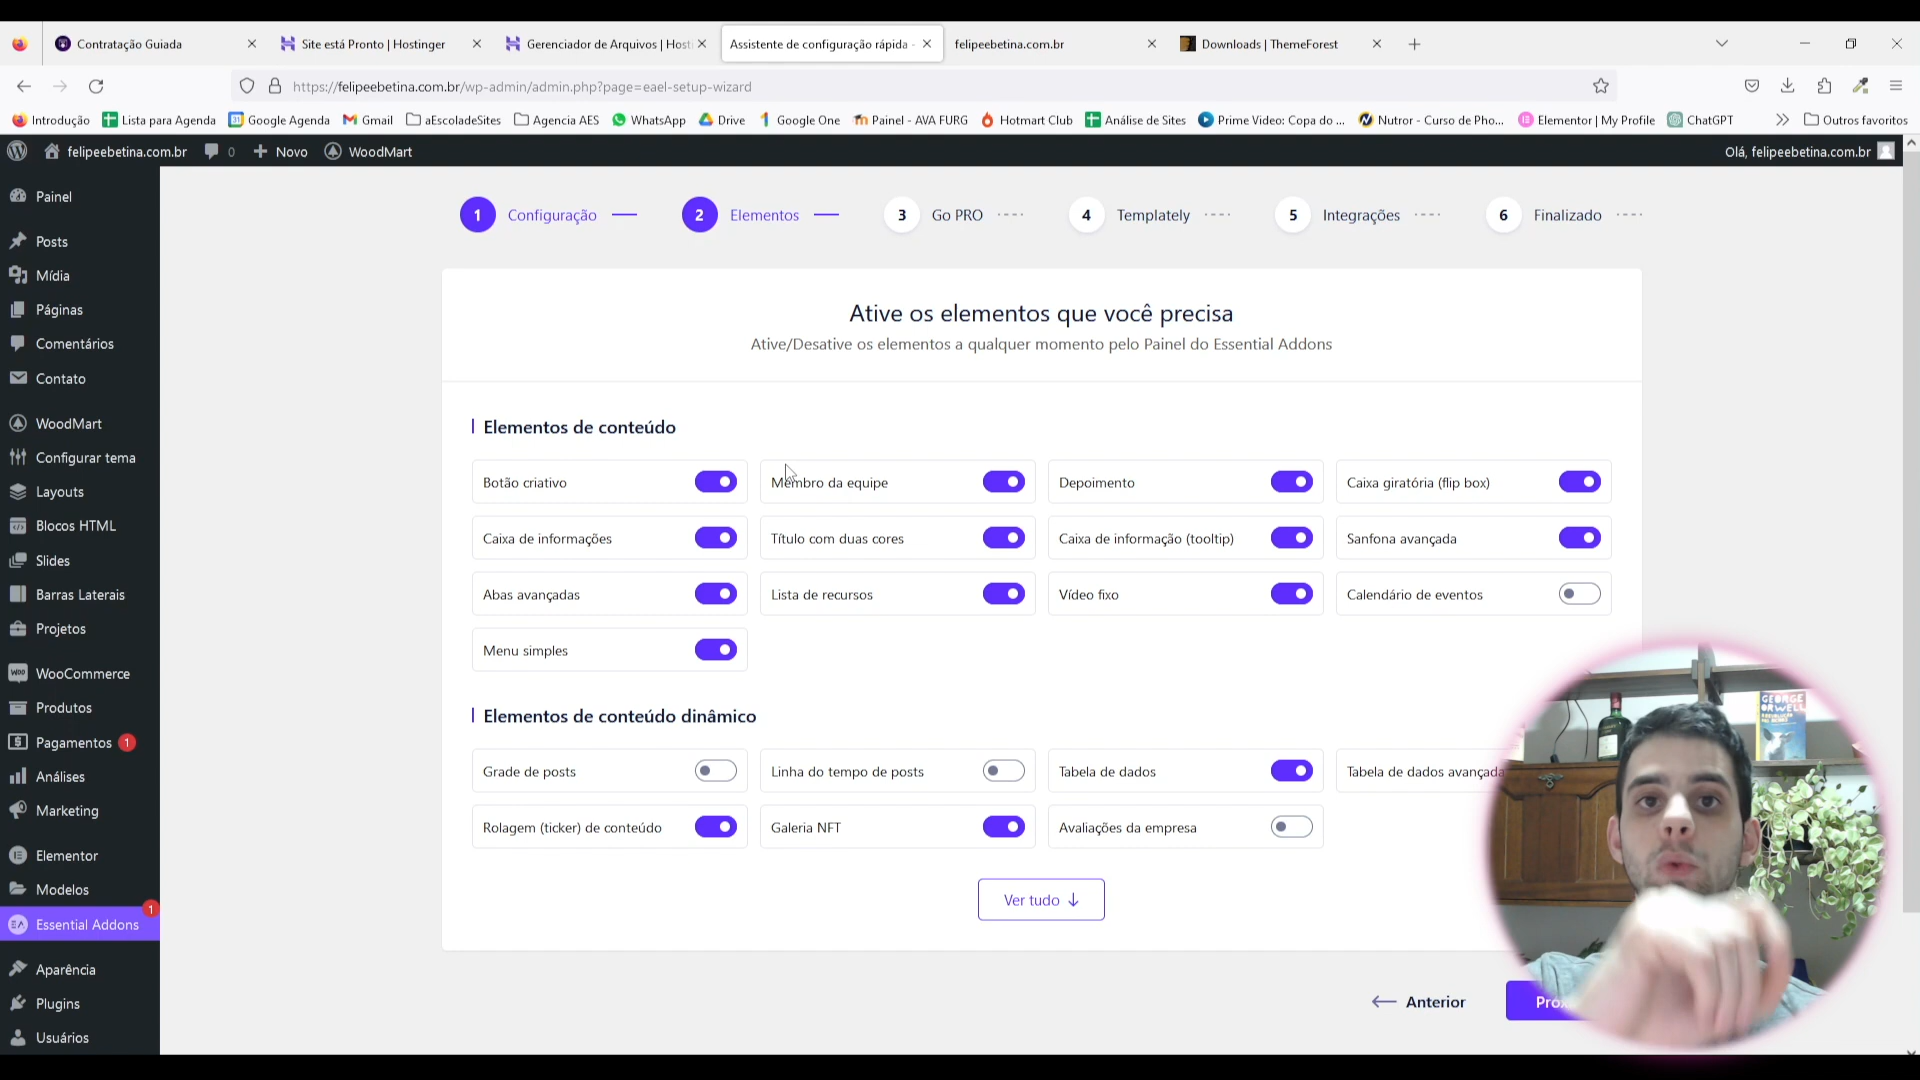 Contratação Guiada
Site está Pronto | Hostinger
Gerenciador de Arquivos | Host
Assistente de configuração rápida -
felipeebetina.com.br
Downloads | ThemeForest
https://felipeebetina.com.br/wp-admin/admin.php?page=eael-setup-wizard
Introdução
Lista para Agenda
Google Agenda
Gmail
aEscoladeSites
Agencia AES
WhatsApp
Drive
Google One
Painel - AVA FURG
Hotmart Club
Análise de Sites
Prime Video: Copa do ...
Nutror - Curso de Pho...
Elementor | My Profile
ChatGPT
Outros favoritos
felipeebetina.com.br
0
Novo
WoodMart
Olá, felipeebetina.com.br
Painel
Posts
Mídia
Páginas
Comentários
Contato
WoodMart
Configurar tema
Layouts
Blocos HTML
Slides
Barras Laterais
Projetos
WooCommerce
Produtos
Pagamentos 1
Análises
Marketing
Elementor
Modelos
Essential Addons 1
Aparência
Plugins
Usuários
1 Configuração
2 Elementos
3 Go PRO
4 Templately
5 Integrações
6 Finalizado
Ative os elementos que você precisa
Ative/Desative os elementos a qualquer momento pelo Painel do Essential Addons
Elementos de conteúdo
Botão criativo
Membro da equipe
Depoimento
Caixa giratória (flip box)
Caixa de informações
Título com duas cores
Caixa de informação (tooltip)
Sanfona avançada
Abas avançadas
Lista de recursos
Vídeo fixo
Calendário de eventos
Menu simples
Elementos de conteúdo dinâmico
Grade de posts
Linha do tempo de posts
Tabela de dados
Tabela de dados avançada
Rolagem (ticker) de conteúdo
Galeria NFT
Avaliações da empresa
Ver tudo
Anterior
GEORGE
ORWELL